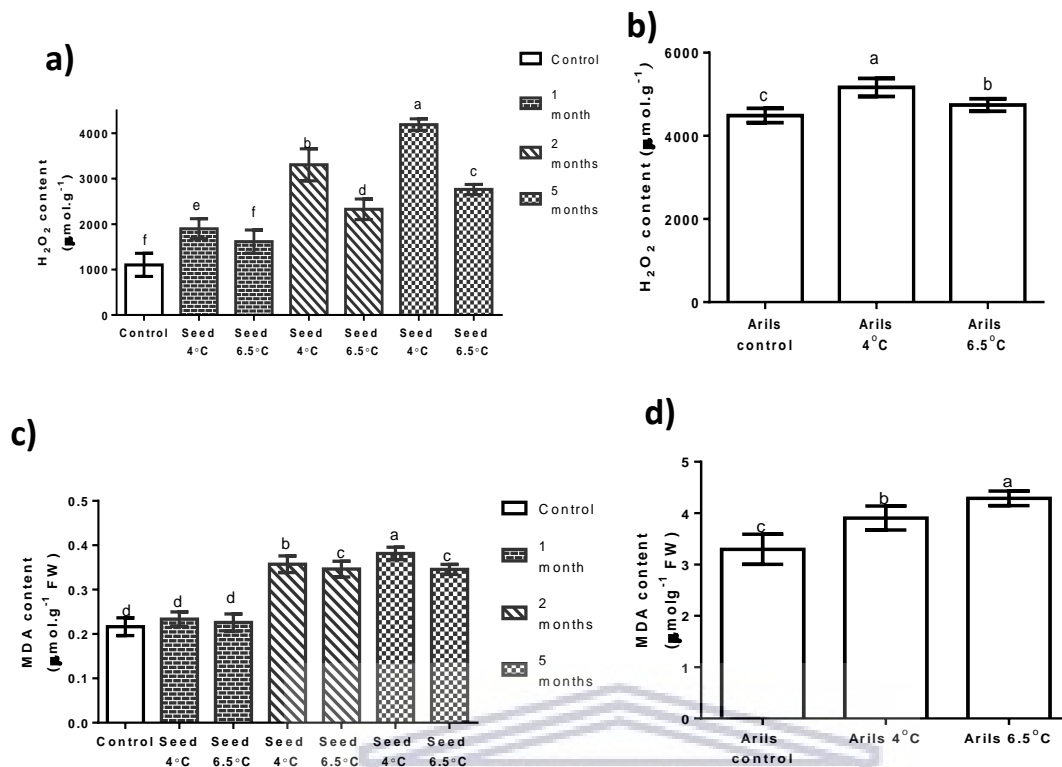 a)
H₂O₂ content
(µmol.g⁻¹)
4000
3000
2000
1000
0
a
b
c
d
e
f
f
Control
Seed
4°C
Seed
6.5°C
Seed
4°C
Seed
6.5°C
Seed
4°C
Seed
6.5°C
Control
1
month
2
months
5
months
b)
H₂O₂ content (µmol.g⁻¹)
6000
4000
2000
0
c
a
b
Arils
control
Arils
4°C
Arils
6.5°C
c)
MDA content
(µmol.g⁻¹ FW)
0.5
0.4
0.3
0.2
0.1
0.0
d
d
d
b
c
a
c
Control
Seed
4°C
Seed
6.5°C
Seed
4°C
Seed
6.5°C
Seed
4°C
Seed
6.5°C
Control
1
month
2
months
5
months
d)
MDA content
(µmolg⁻¹ FW)
5
4
3
2
1
0
c
b
a
Arils
control
Arils 4°C
Arils 6.5°C